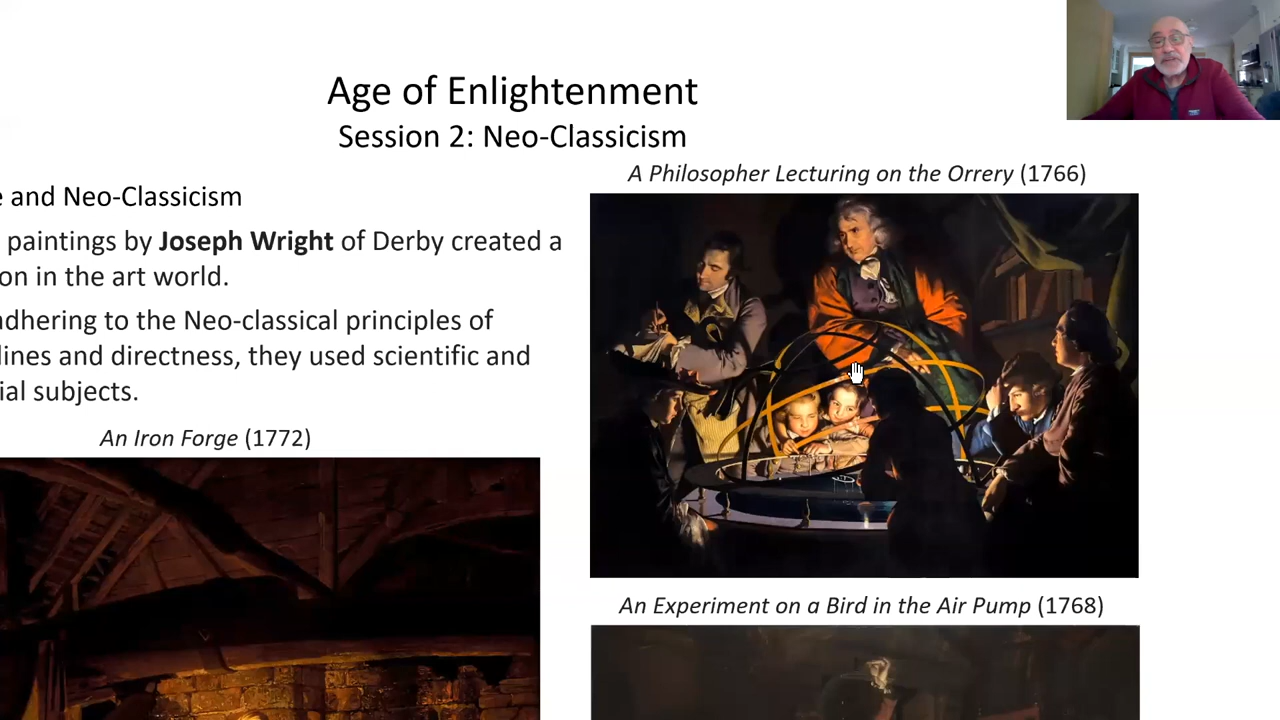 Age of Enlightenment
Session 2: Neo-Classicism
A Philosopher Lecturing on the Orrery (1766)
e and Neo-Classicism
paintings by Joseph Wright of Derby created a
on in the art world.
adhering to the Neo-classical principles of
lines and directness, they used scientific and
ial subjects.
An Iron Forge (1772)
An Experiment on a Bird in the Air Pump (1768)